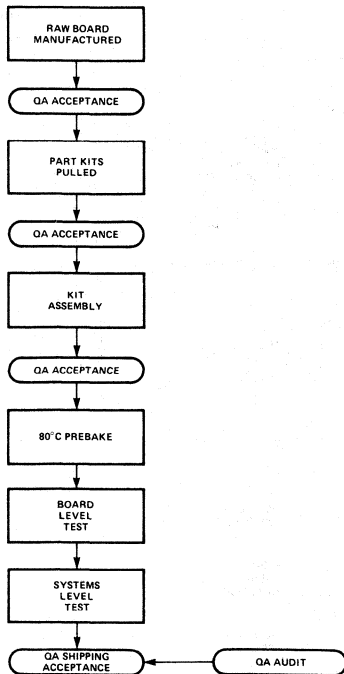 RAW BOARD
MANUFACTURED
QA ACCEPTANCE
PART KITS
PULLED
QA ACCEPTANCE
KIT
ASSEMBLY
QA ACCEPTANCE
80°C PREBAKE
BOARD
LEVEL
TEST
SYSTEMS
LEVEL
TEST
QA SHIPPING
ACCEPTANCE
QA AUDIT